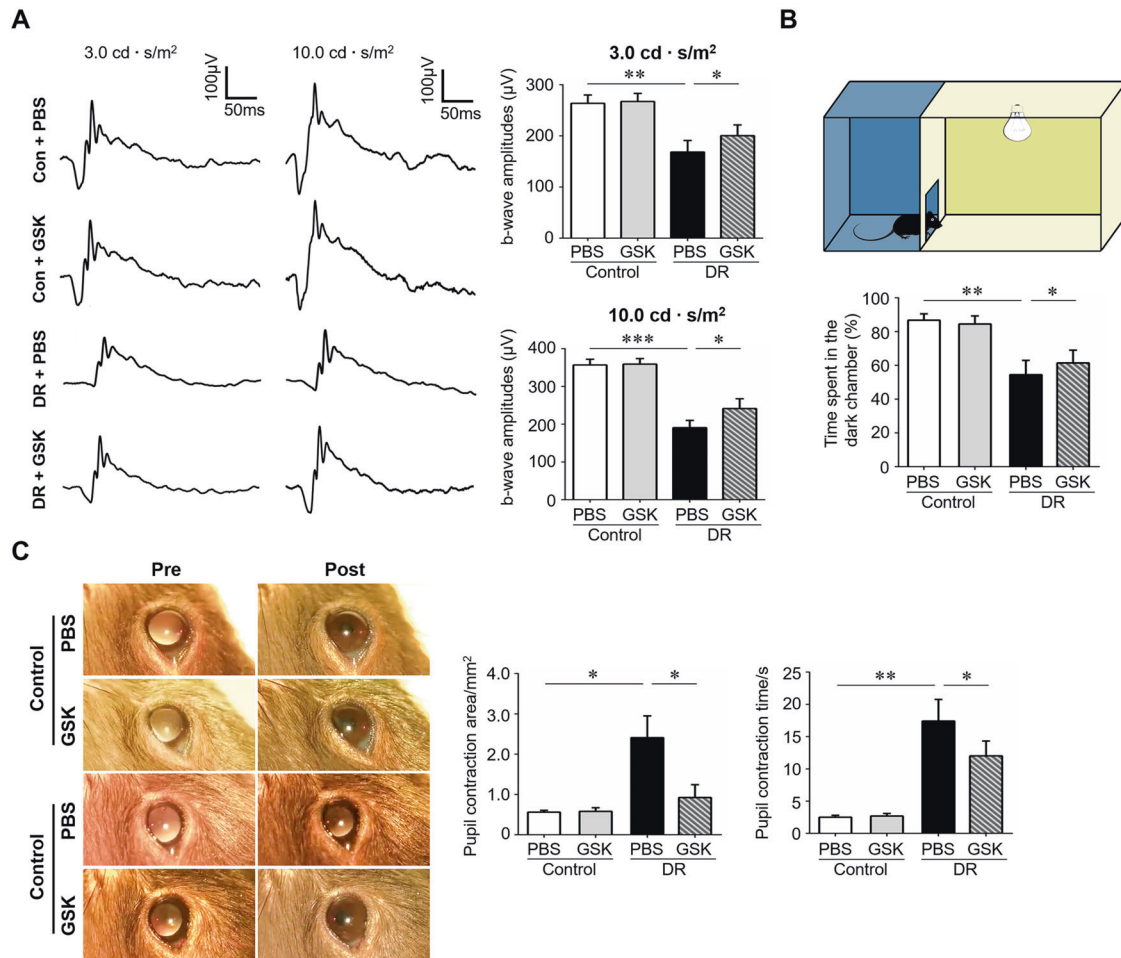 A
3.0 cd · s/m²
10.0 cd · s/m²
100μV
50ms
100μV
50ms
Con + PBS
Con + GSK
DR + PBS
DR + GSK
3.0 cd · s/m²
b-wave amplitudes (μV)
300
200
100
0
** *
PBS GSK PBS GSK
Control DR
10.0 cd · s/m²
b-wave amplitudes (μV)
400
300
200
100
0
*** *
PBS GSK PBS GSK
Control DR
B
Time spent in the
dark chamber (%)
100
80
60
40
20
0
** *
PBS GSK PBS GSK
Control DR
C
Pre Post
Control
PBS
GSK
Control
PBS
GSK
Pupil contraction area/mm²
4.0
3.0
2.0
1.0
0
* *
PBS GSK PBS GSK
Control DR
Pupil contraction time/s
25
20
15
10
5
0
** *
PBS GSK PBS GSK
Control DR